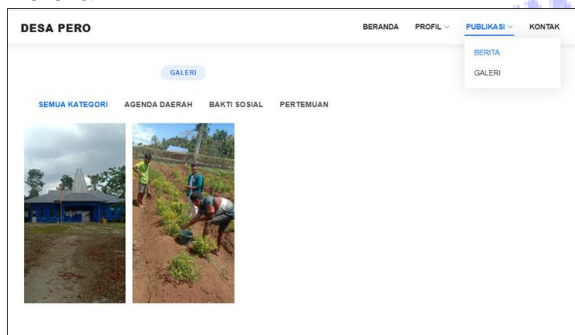 DESA PERO
BERANDA PROFIL PUBLIKASI KONTAK
BERITA
GALERI
GALERI
SEMUA KATEGORI AGENDA DAERAH BAKTI SOSIAL PERTEMUAN